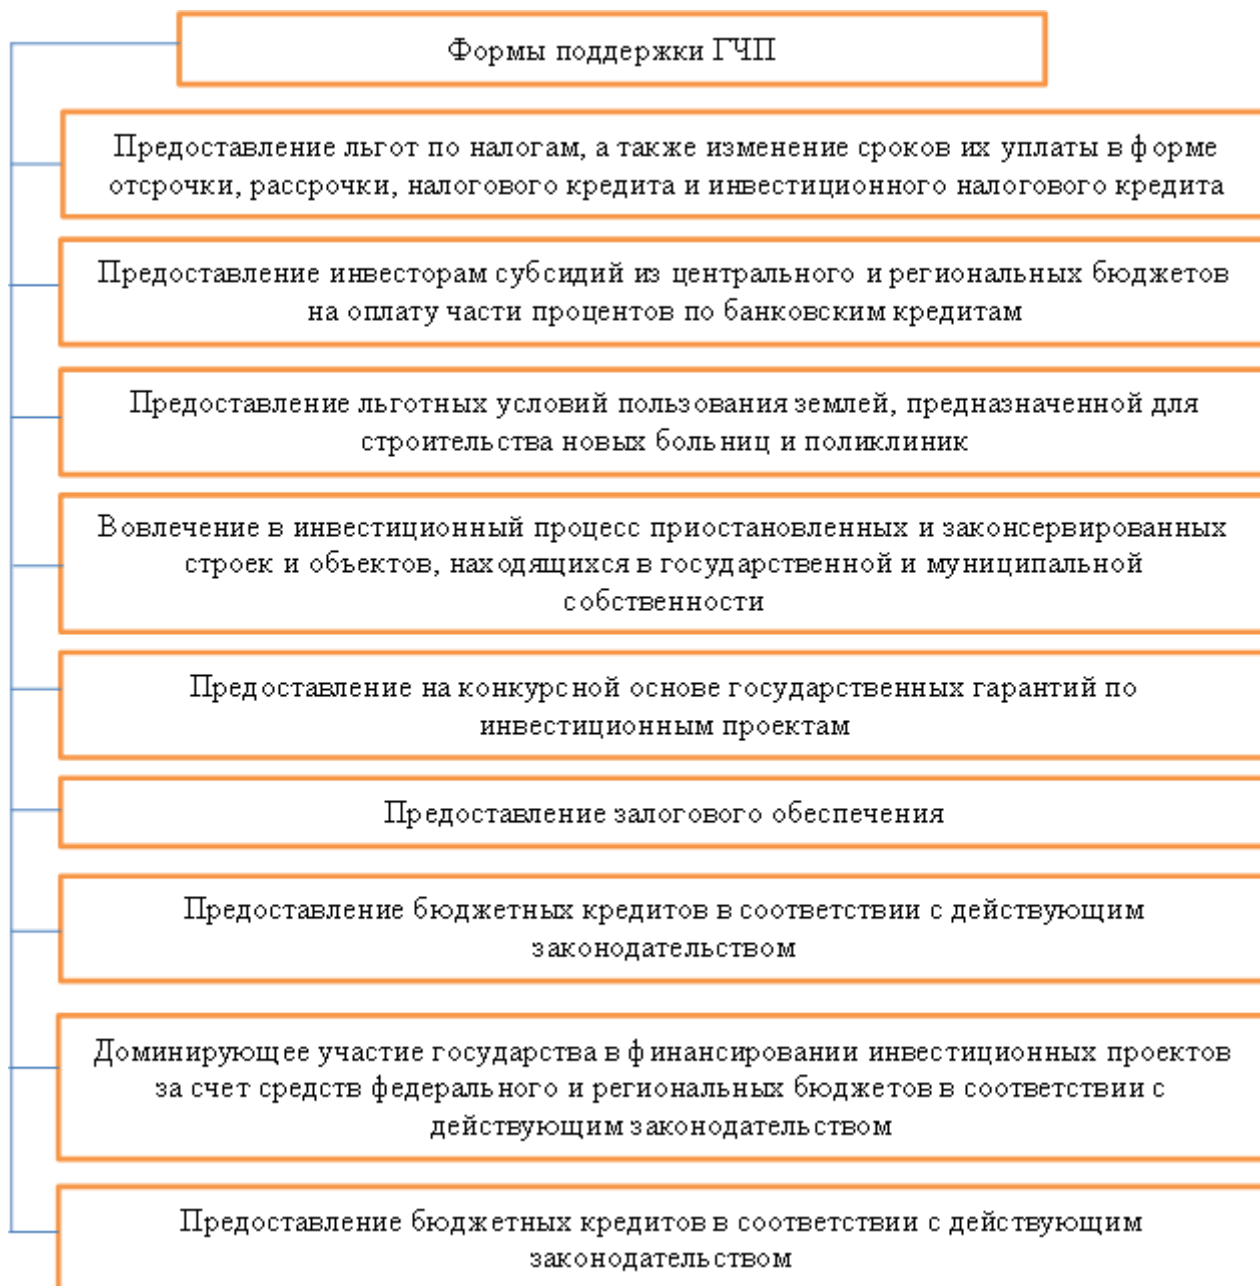 Формы поддержки ГЧП
Предоставление льгот по налогам, а также изменение сроков их уплаты в форме
отсрочки, рассрочки, налогового кредита и инвестиционного налогового кредита
Предоставление инвесторам субсидий из центрального и региональных бюджетов
на оплату части процентов по банковским кредитам
Предоставление льготных условий пользования землей, предназначенной для
строительства новых больниц и поликлиник
Вовлечение в инвестиционный процесс приостановленных и законсервированных
строек и объектов, находящихся в государственной и муниципальной
собственности
Предоставление на конкурсной основе государственных гарантий по
инвестиционным проектам
Предоставление залогового обеспечения
Предоставление бюджетных кредитов в соответствии с действующим
законодательством
Доминирующее участие государства в финансировании инвестиционных проектов
за счет средств федерального и региональных бюджетов в соответствии с
действующим законодательством
Предоставление бюджетных кредитов в соответствии с действующим
законодательством